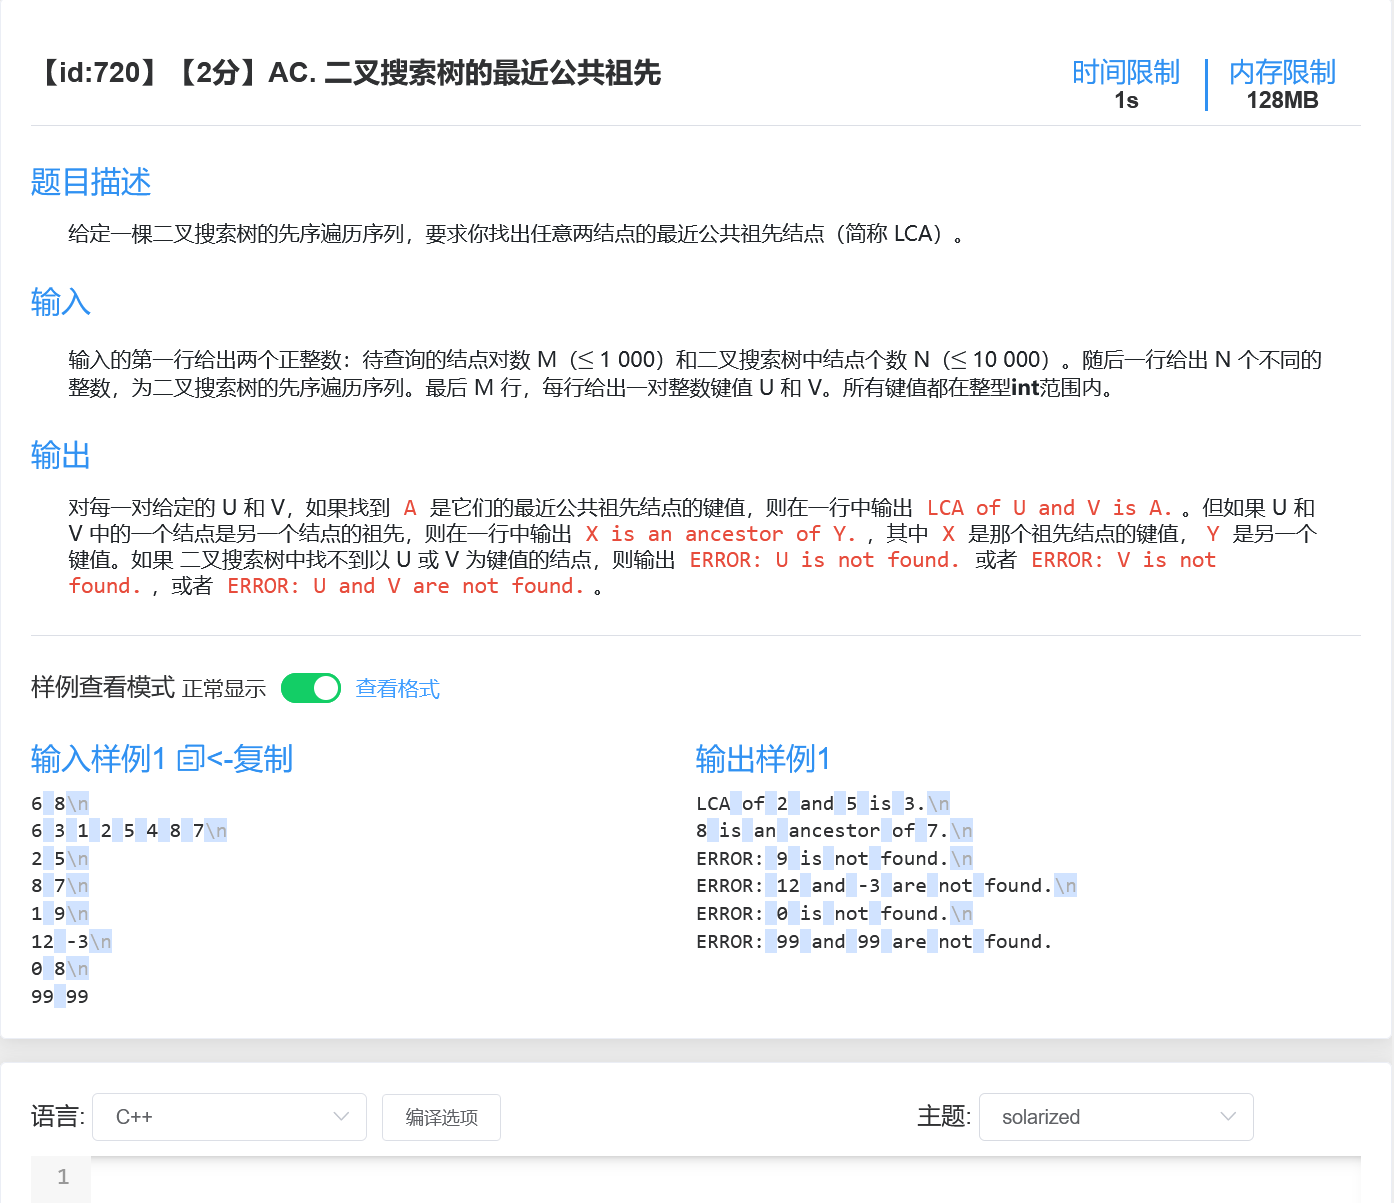 【id:720】【2分】AC. 二叉搜索树的最近公共祖先
时间限制
1s
内存限制
128MB
题目描述
给定一棵二叉搜索树的先序遍历序列，要求你找出任意两结点的最近公共祖先结点（简称 LCA）。
输入
输入的第一行给出两个正整数：待查询的结点对数 M（≤ 1 000）和二叉搜索树中结点个数 N（≤ 10 000）。随后一行给出 N 个不同的
整数，为二叉搜索树的先序遍历序列。最后 M 行，每行给出一对整数键值 U 和 V。所有键值都在整型int范围内。
输出
对每一对给定的 U 和 V，如果找到 A 是它们的最近公共祖先结点的键值，则在一行中输出 LCA of U and V is A.。但如果 U 和
V 中的一个结点是另一个结点的祖先，则在一行中输出 X is an ancestor of Y.，其中 X 是那个祖先结点的键值， Y 是另一个
键值。如果 二叉搜索树中找不到以 U 或 V 为键值的结点，则输出 ERROR: U is not found. 或者 ERROR: V is not
found.，或者 ERROR: U and V are not found.。
样例查看模式 正常显示 查看格式
输入样例1 <-复制
6 8\n
6 3 1 2 5 4 8 7\n
2 5\n
8 7\n
1 9\n
12 -3\n
0 8\n
99 99
输出样例1
LCA of 2 and 5 is 3.\n
8 is an ancestor of 7.\n
ERROR: 9 is not found.\n
ERROR: 12 and -3 are not found.\n
ERROR: 0 is not found.\n
ERROR: 99 and 99 are not found.
语言: C++ 编译选项 主题: solarized
1